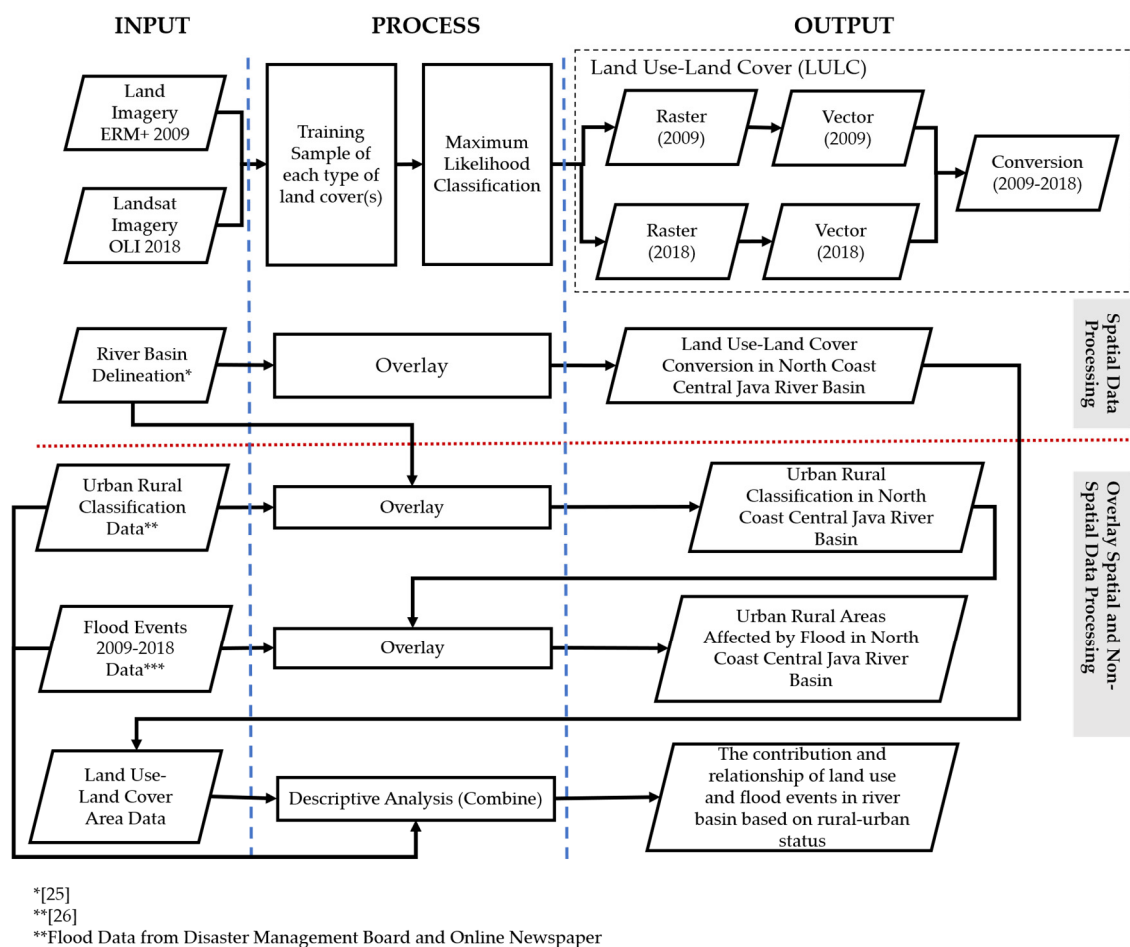 INPUT
PROCESS
OUTPUT
Land
Imagery
ERM+ 2009
Landsat
Imagery
OLI 2018
Training
Sample of
each type of
land cover(s)
Maximum
Likelihood
Classification
Land Use-Land Cover (LULC)
Raster
(2009)
Vector
(2009)
Raster
(2018)
Vector
(2018)
Conversion
(2009-2018)
River Basin
Delineation*
Overlay
Land Use-Land Cover
Conversion in North Coast
Central Java River Basin
Spatial Data
Processing
Urban Rural
Classification
Data**
Overlay
Urban Rural
Classification in North
Coast Central Java River
Basin
Flood Events
2009-2018
Data***
Overlay
Urban Rural Areas
Affected by Flood in North
Coast Central Java River
Basin
Overlay Spatial and Non-
Spatial Data Processing
Land Use-
Land Cover
Area Data
Descriptive Analysis (Combine)
The contribution and
relationship of land use
and flood events in river
basin based on rural-urban
status
*[25]
**[26]
**Flood Data from Disaster Management Board and Online Newspaper